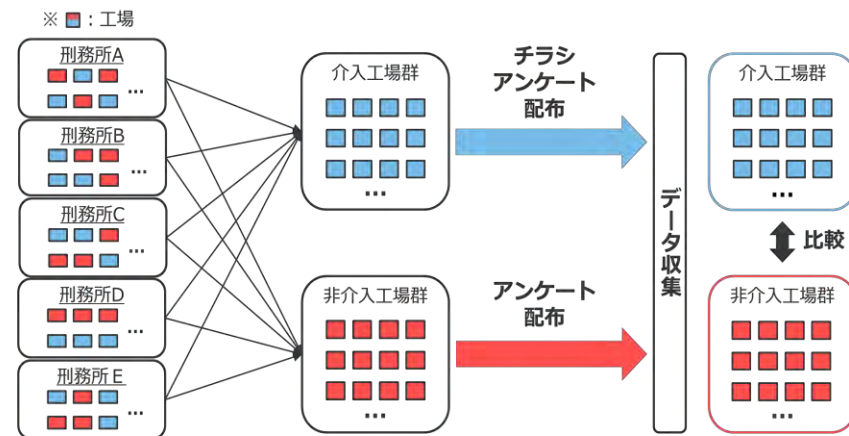 ※ : 工場
刑務所A
...
刑務所B
...
刑務所C
...
刑務所D
...
刑務所E
...
介入工場群
...
非介入工場群
...
チラシ
アンケート
配布
アンケート
配布
データ収集
介入工場群
...
比較
非介入工場群
...